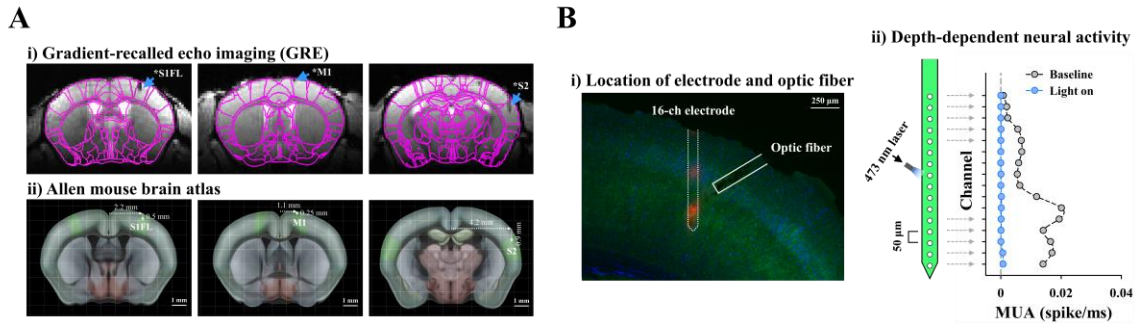 A
i) Gradient-recalled echo imaging (GRE)
*S1FL
*M1
*S2
ii) Allen mouse brain atlas
2.2 mm
0.5 mm
S1FL
1 mm
1.1 mm
0.25 mm
M1
1 mm
4.2 mm
0.9 mm
S2
1 mm
B
i) Location of electrode and optic fiber
250 μm
16-ch electrode
Optic fiber
ii) Depth-dependent neural activity
Baseline
Light on
473 nm laser
50 μm
Channel
0
0.02
0.04
MUA (spike/ms)